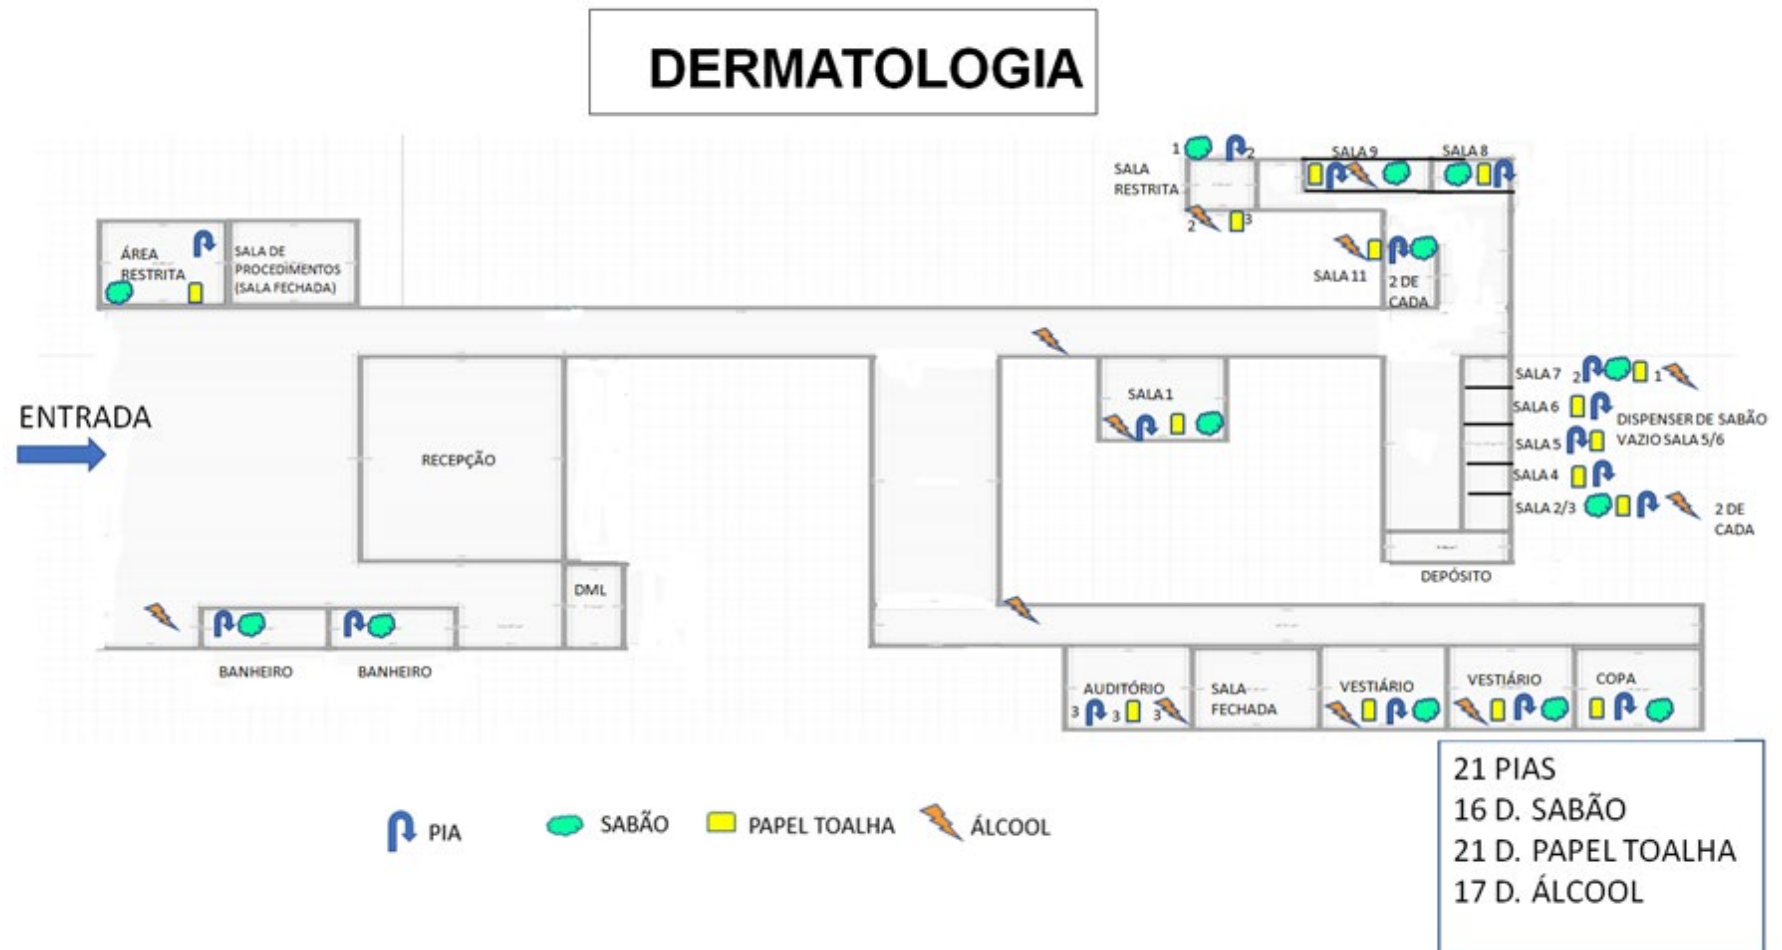 DERMATOLOGIA
1
2
SALA 9
SALA 8
SALA
RESTRITA
2
3
ÁREA
RESTRITA
SALA DE
PROCEDIMENTOS
(SALA FECHADA)
SALA 11
2 DE
CADA
ENTRADA
RECEPÇÃO
SALA 1
SALA 7
2
1
SALA 6
DISPENSER DE SABÃO
VAZIO SALA 5/6
SALA 5
SALA 4
SALA 2/3
2 DE
CADA
DEPÓSITO
DML
BANHEIRO
BANHEIRO
AUDITÓRIO
3
3
3
SALA
FECHADA
VESTIÁRIO
VESTIÁRIO
COPA
PIA
SABÃO
PAPEL TOALHA
ÁLCOOL
21 PIAS
16 D. SABÃO
21 D. PAPEL TOALHA
17 D. ÁLCOOL